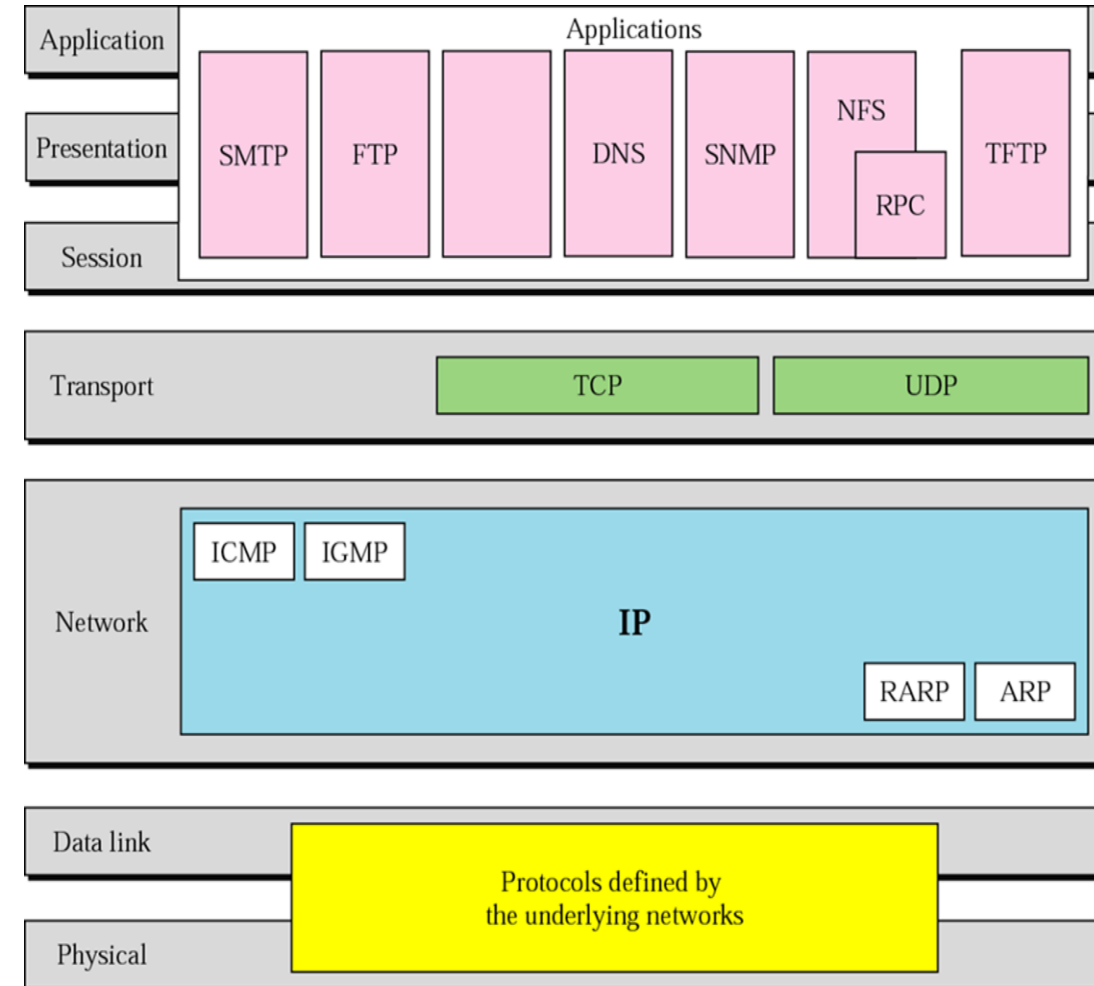 Application
Applications
Presentation
SMTP
FTP
DNS
SNMP
NFS
RPC
TFTP
Session
Transport
TCP
UDP
Network
ICMP
IGMP
IP
RARP
ARP
Data link
Protocols defined by
the underlying networks
Physical